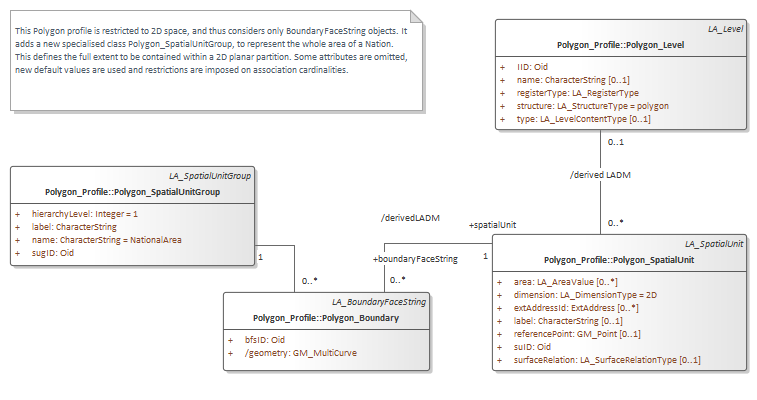 This Polygon profile is restricted to 2D space, and thus considers only BoundaryFaceString objects. It
adds a new specialised class Polygon_SpatialUnitGroup, to represent the whole area of a Nation.
This defines the full extent to be contained within a 2D planar partition. Some attributes are omitted,
new default values are used and restrictions are imposed on association cardinalities.
LA_Level
Polygon_Profile::Polygon_Level
+ lID: Oid
+ name: CharacterString [0..1]
+ registerType: LA_RegisterType
+ structure: LA_StructureType = polygon
+ type: LA_LevelContentType [0..1]
0..1
/derived LADM
0..*
LA_SpatialUnitGroup
Polygon_Profile::Polygon_SpatialUnitGroup
+ hierarchyLevel: Integer = 1
+ label: CharacterString
+ name: CharacterString = NationalArea
+ sugID: Oid
1
0..*
/derivedLADM
+spatialUnit
1
+boundaryFaceString
0..*
LA_SpatialUnit
Polygon_Profile::Polygon_SpatialUnit
+ area: LA_AreaValue [0..*]
+ dimension: LA_DimensionType = 2D
+ extAddressId: ExtAddress [0..*]
+ label: CharacterString [0..1]
+ referencePoint: GM_Point [0..1]
+ suID: Oid
+ surfaceRelation: LA_SurfaceRelationType [0..1]
LA_BoundaryFaceString
Polygon_Profile::Polygon_Boundary
+ bfsID: Oid
+ /geometry: GM_MultiCurve